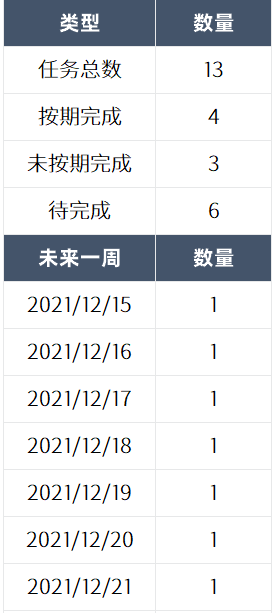 类型 数量
任务总数 13
按期完成 4
未按期完成 3
待完成 6
未来一周 数量
2021/12/15 1
2021/12/16 1
2021/12/17 1
2021/12/18 1
2021/12/19 1
2021/12/20 1
2021/12/21 1